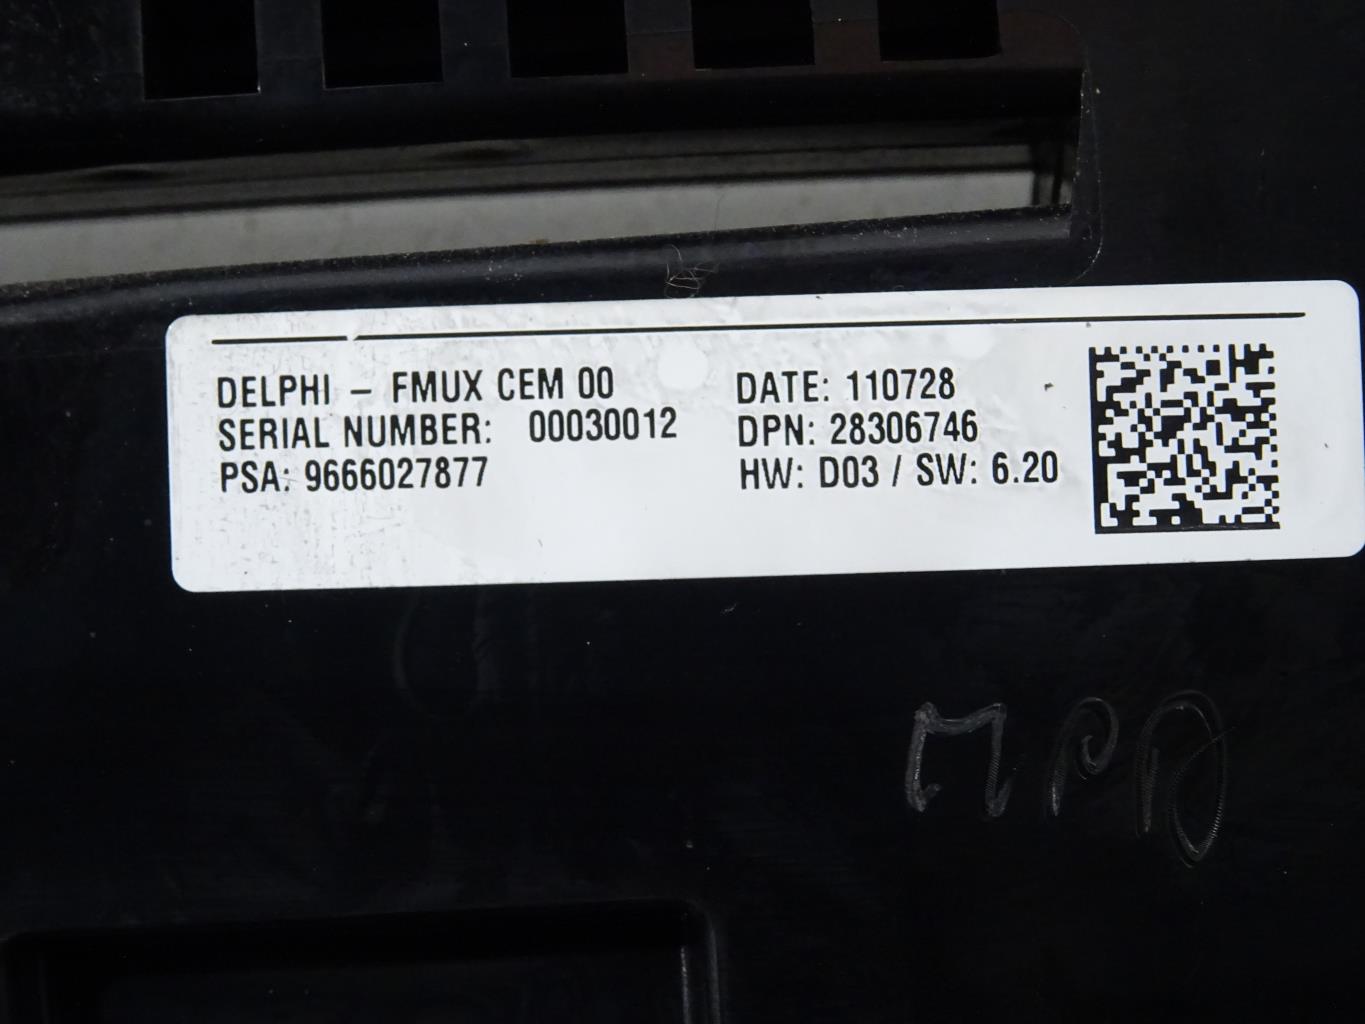 DELPHI – FMUX CEM 00
SERIAL NUMBER: 00030012
PSA: 9666027877
DATE: 110728
DPN: 28306746
HW: D03 / SW: 6.20